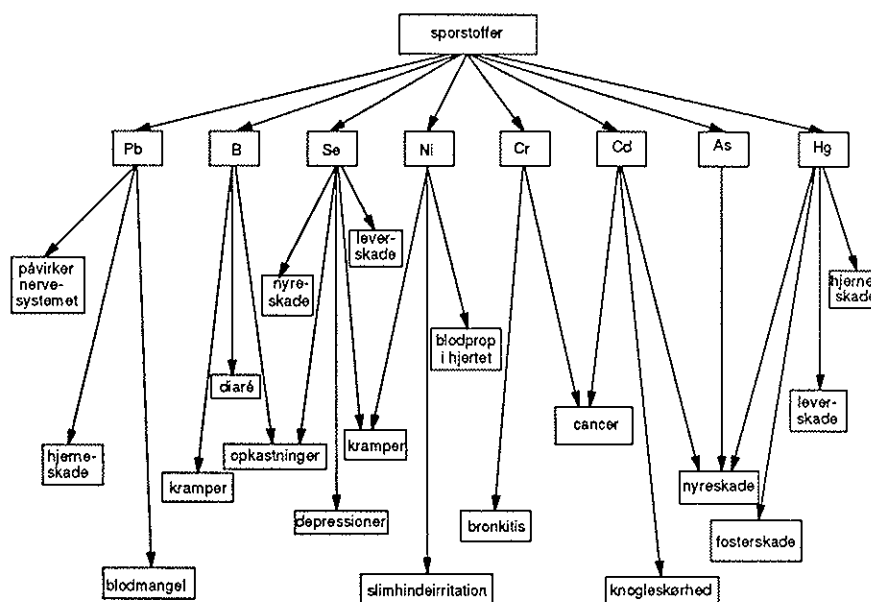 sporstoffer
Pb
B
Se
Ni
Cr
Cd
As
Hg
påvirker
nerve-
systemet
nyre-
skade
lever-
skade
hjerne
skade
blodprop
i hjertet
diaré
lever-
skade
hjerne-
skade
kramper
opkastninger
kramper
cancer
nyreskade
depressioner
bronkitis
fosterskade
blodmangel
slimhindeirritation
knogleskørhed